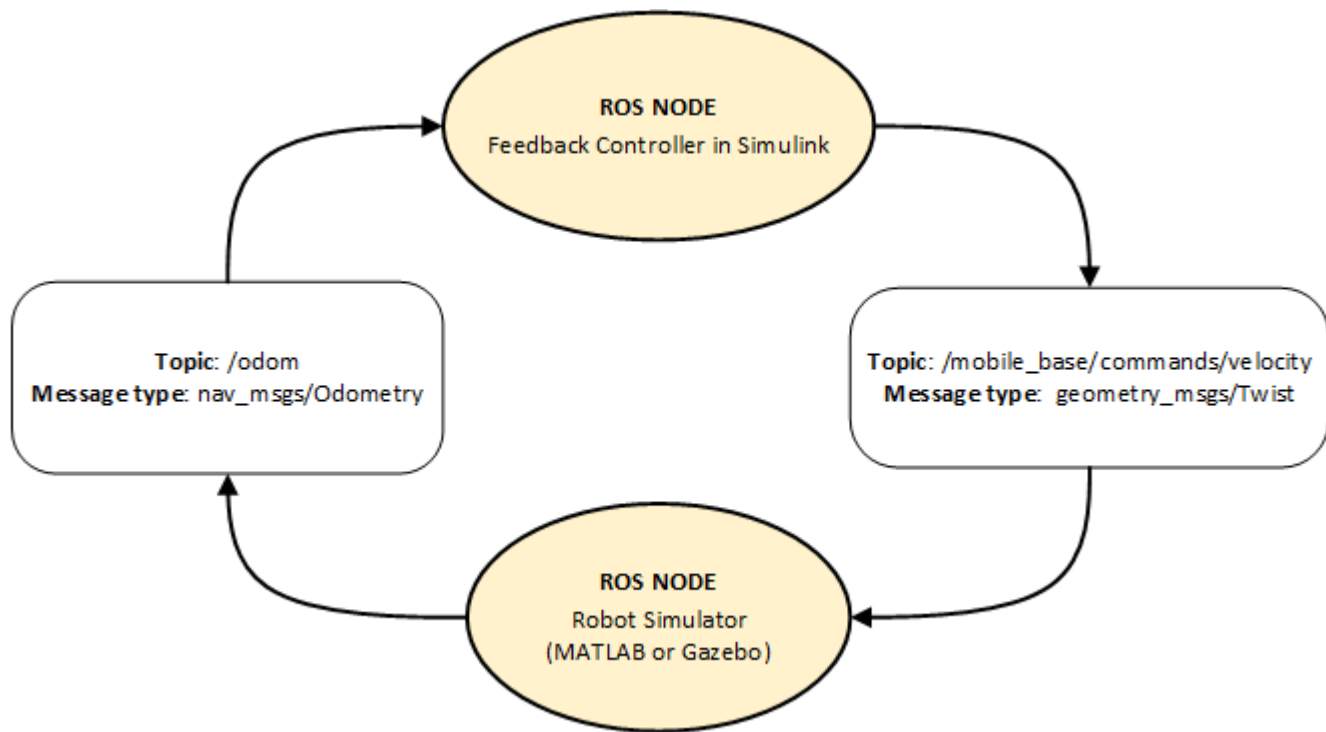 ROS NODE
Feedback Controller in Simulink
Topic: /odom
Message type: nav_msgs/Odometry
Topic: /mobile_base/commands/velocity
Message type: geometry_msgs/Twist
ROS NODE
Robot Simulator
(MATLAB or Gazebo)